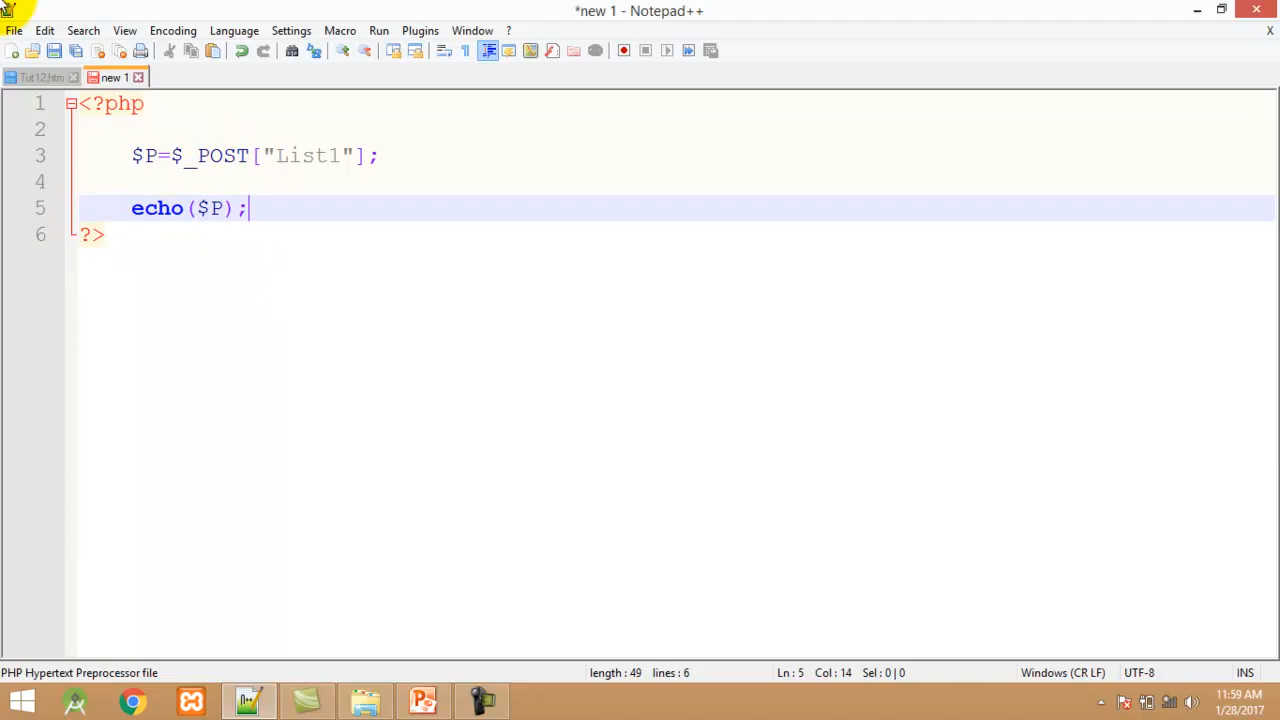 *new 1 - Notepad++
File Edit Search View Encoding Language Settings Macro Run Plugins Window ? X
Tut12.htm new 1
1 <?php
2
3 $P=$_POST["List1"];
4
5 echo($P);
6 ?>
PHP Hypertext Preprocessor file length : 49 lines : 6 Ln : 5 Col : 14 Sel : 0 | 0 Windows (CR LF) UTF-8 INS
11:59 AM
1/28/2017